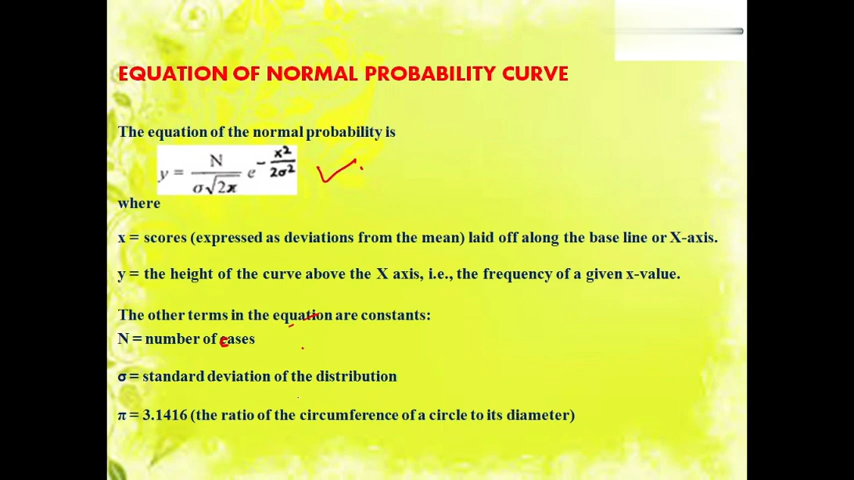 EQUATION OF NORMAL PROBABILITY CURVE
The equation of the normal probability is
y = N / σ√2π e^-x²/2σ²
where
x = scores (expressed as deviations from the mean) laid off along the base line or X-axis.
y = the height of the curve above the X axis, i.e., the frequency of a given x-value.
The other terms in the equation are constants:
N = number of cases
σ = standard deviation of the distribution
π = 3.1416 (the ratio of the circumference of a circle to its diameter)